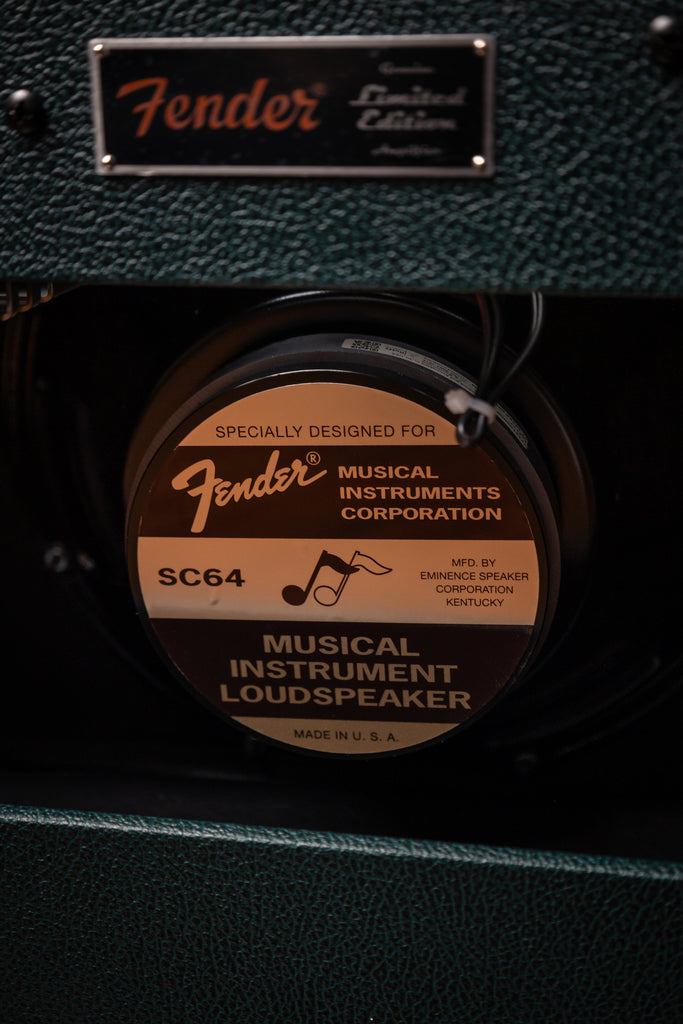 Fender®
Limited
Edition
SPECIALLY DESIGNED FOR
Fender®
MUSICAL
INSTRUMENTS
CORPORATION
SC64
MFD. BY
EMINENCE SPEAKER
CORPORATION
KENTUCKY
MUSICAL
INSTRUMENT
LOUDSPEAKER
MADE IN U. S. A.